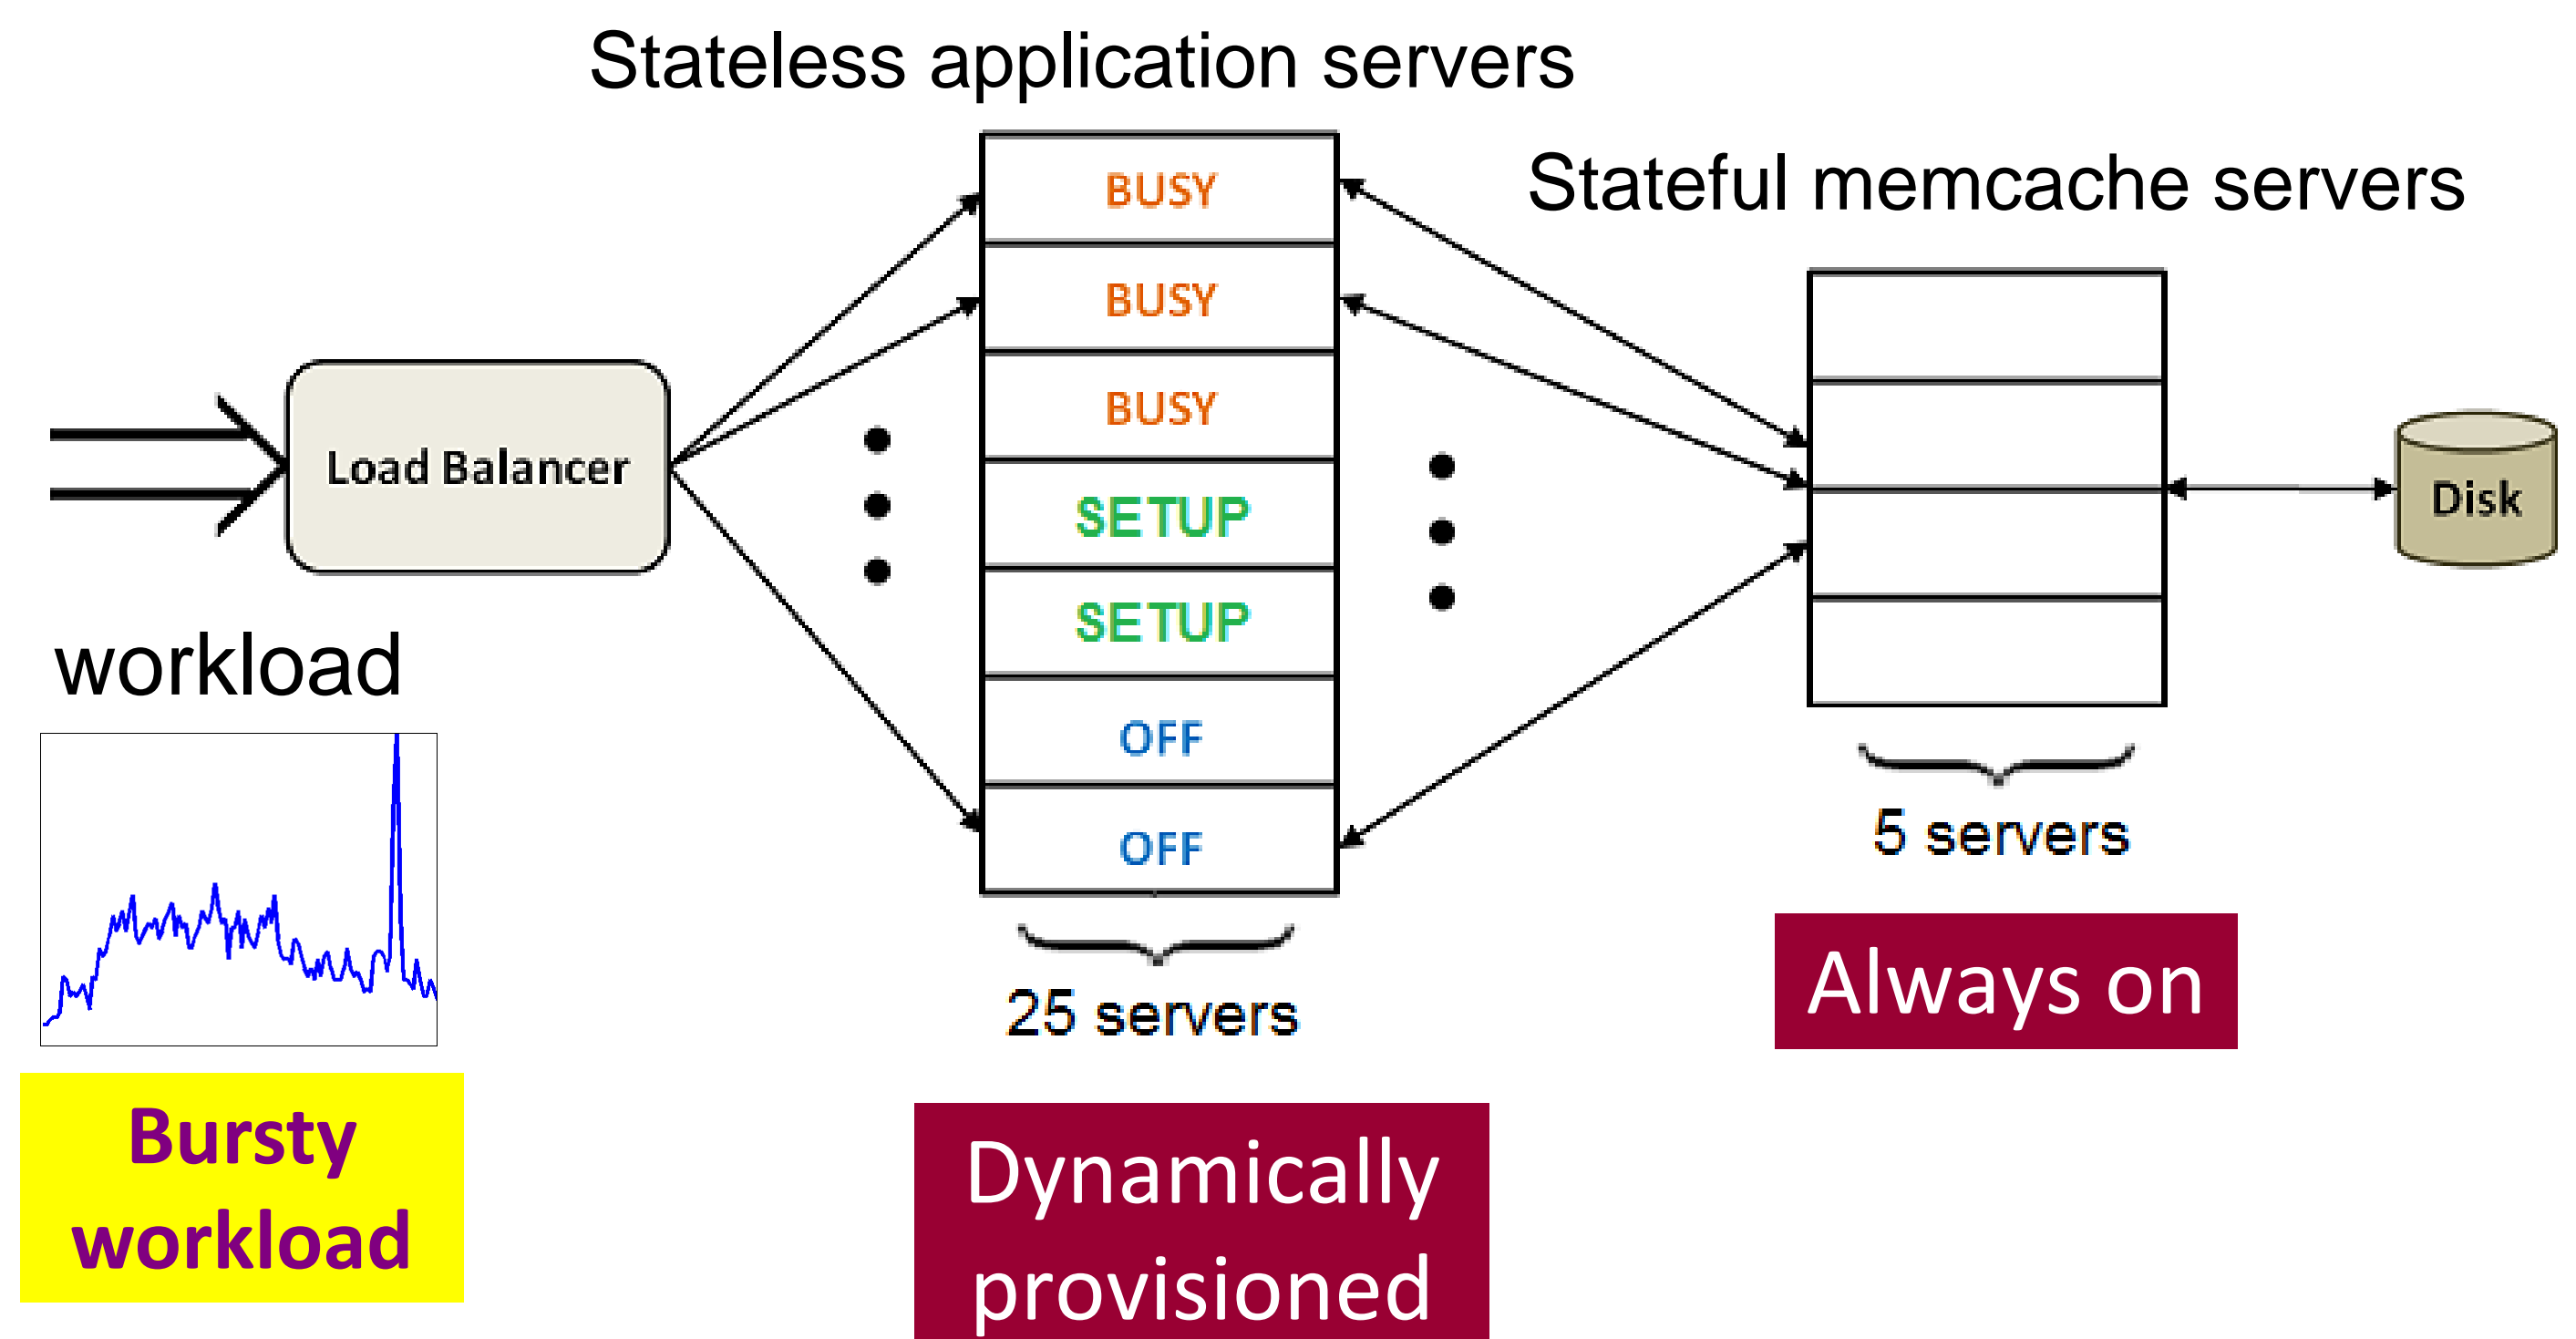 Stateless application servers
Stateful memcache servers
BUSY
BUSY
BUSY
SETUP
SETUP
OFF
OFF
Load Balancer
Disk
workload
5 servers
25 servers
Always on
Bursty
workload
Dynamically
provisioned